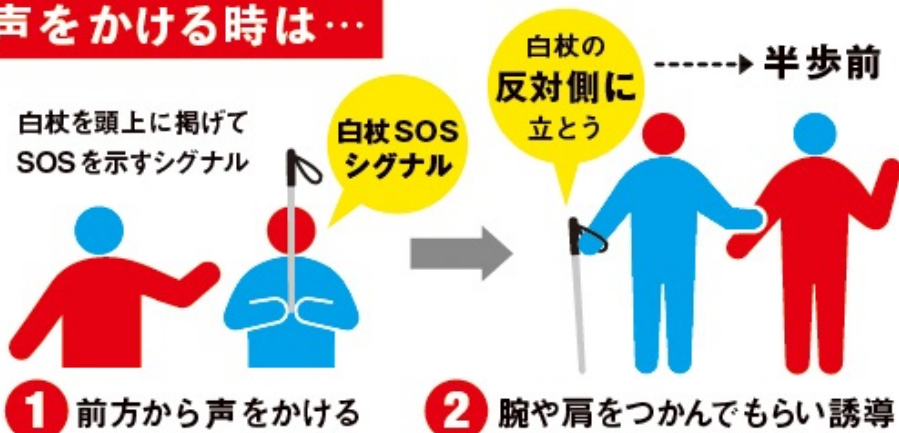 声をかける時は…
白杖を頭上に掲げて
SOSを示すシグナル
白杖SOS
シグナル
1 前方から声をかける
白杖の
反対側に
立とう
半歩前
2 腕や肩をつかんでもらい誘導